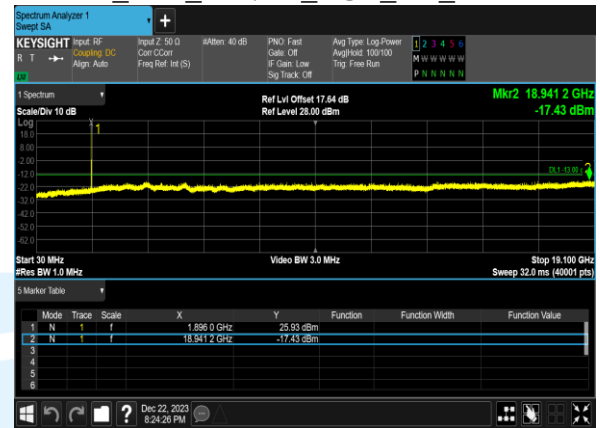 Spectrum Analyzer 1
Swept SA
+
KEYSIGHT
R T
Input: RF
Coupling: DC
Align: Auto
Input Z: 50 Ω
Corr CCorr
Freq Ref: Int (S)
#Atten: 40 dB
PNO: Fast
Gate: Off
IF Gain: Low
Sig Track: Off
Avg Type: Log-Power
Avg|Hold: 100/100
Trig: Free Run
1 2 3 4 5 6
M W W W W W
P N N N N N
1 Spectrum
Scale/Div 10 dB
Ref Lvl Offset 17.64 dB
Ref Level 28.00 dBm
Mkr2 18.941 2 GHz
-17.43 dBm
Log
18.0
8.00
-2.00
-12.0
-22.0
-32.0
-42.0
-52.0
-62.0
1
2
Start 30 MHz
#Res BW 1.0 MHz
Video BW 3.0 MHz
Stop 19.100 GHz
Sweep 32.0 ms (40001 pts)
5 Marker Table
Mode Trace Scale X Y Function Function Width Function Value
1 N 1 f 1.896 0 GHz 25.93 dBm
2 N 1 f 18.941 2 GHz -17.43 dBm
3
4
5
6
?
Dec 22, 2023
8:24:26 PM